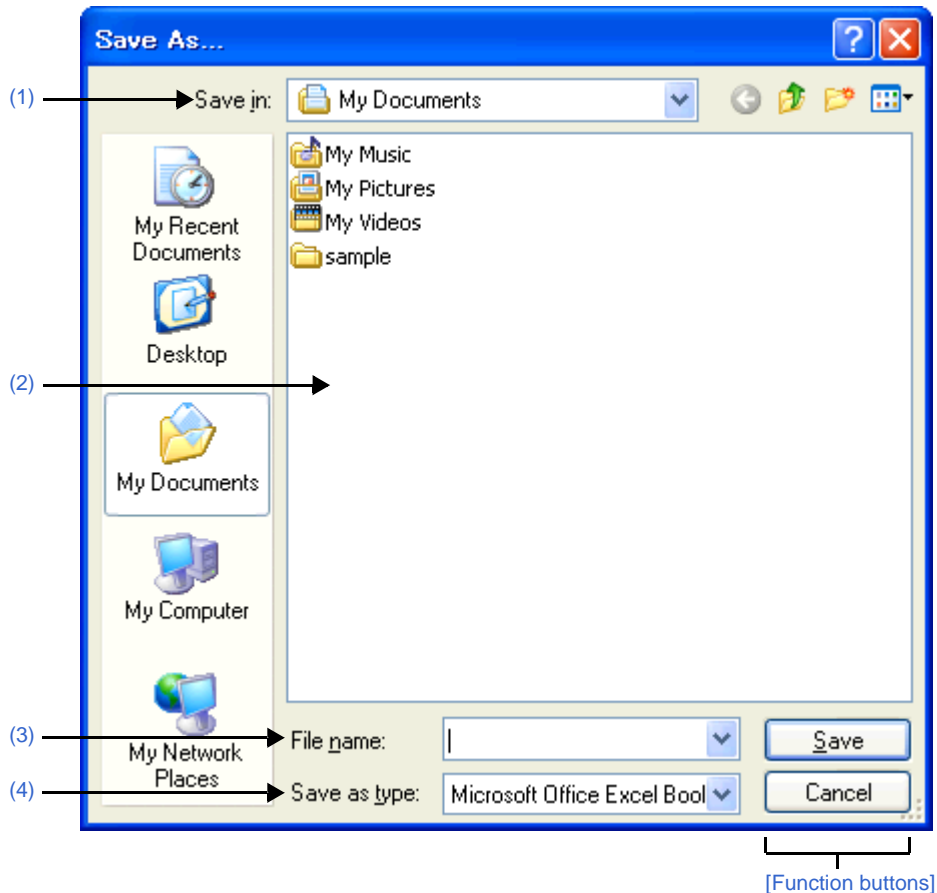 Save As...
(1)
Save in:
My Documents
My Music
My Pictures
My Videos
sample
My Recent
Documents
Desktop
(2)
My Documents
My Computer
My Network
Places
(3)
File name:
Save
(4)
Save as type:
Microsoft Office Excel Bool
Cancel
[Function buttons]